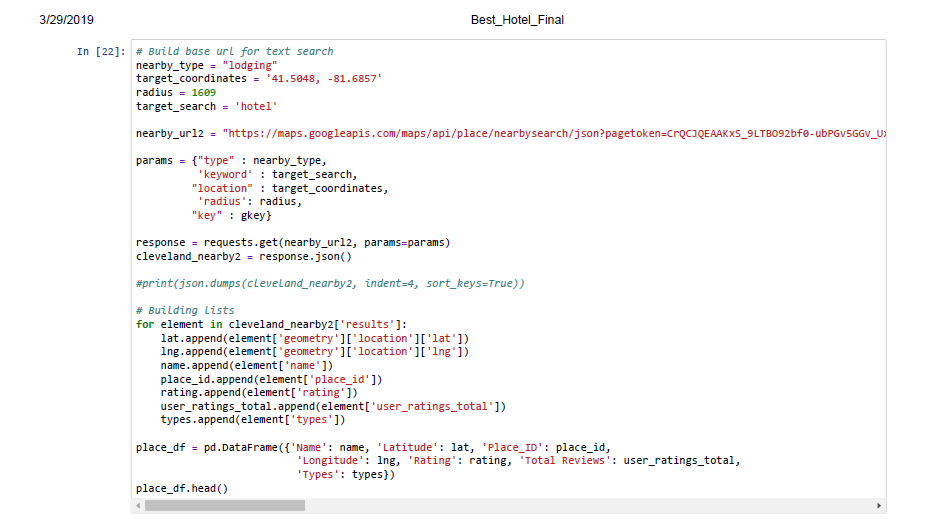 3/29/2019 Best_Hotel_Final
In [22]: # Build base url for text search
nearby_type = "lodging"
target_coordinates = '41.5048, -81.6857'
radius = 1609
target_search = 'hotel'
nearby_url2 = "https://maps.googleapis.com/maps/api/place/nearbysearch/json?pagetoken=CrQCJQEAAKxS_9LTBO92bf0-ubPGv5GGv_Ux
params = {"type" : nearby_type,
'keyword' : target_search,
"location" : target_coordinates,
'radius': radius,
"key" : gkey}
response = requests.get(nearby_url2, params=params)
cleveland_nearby2 = response.json()
#print(json.dumps(cleveland_nearby2, indent=4, sort_keys=True))
# Building lists
for element in cleveland_nearby2['results']:
lat.append(element['geometry']['location']['lat'])
lng.append(element['geometry']['location']['lng'])
name.append(element['name'])
place_id.append(element['place_id'])
rating.append(element['rating'])
user_ratings_total.append(element['user_ratings_total'])
types.append(element['types'])
place_df = pd.DataFrame({'Name': name, 'Latitude': lat, 'Place_ID': place_id,
'Longitude': lng, 'Rating': rating, 'Total Reviews': user_ratings_total,
'Types': types})
place_df.head()